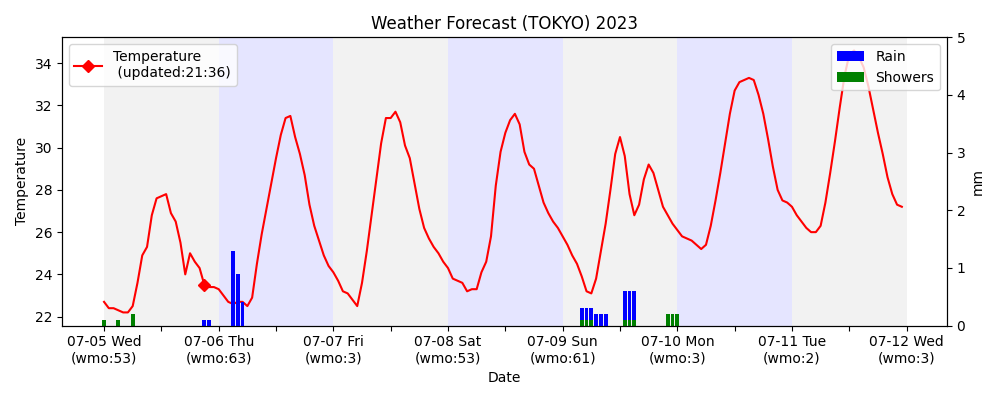 Weather Forecast (TOKYO) 2023
Temperature
(updated:21:36)
Rain
Showers
Temperature
34
32
30
28
26
24
22
5
4
3
2
1
0
mm
07-05 Wed
(wmo:53)
07-06 Thu
(wmo:63)
07-07 Fri
(wmo:3)
07-08 Sat
(wmo:53)
07-09 Sun
(wmo:61)
07-10 Mon
(wmo:3)
07-11 Tue
(wmo:2)
07-12 Wed
(wmo:3)
Date